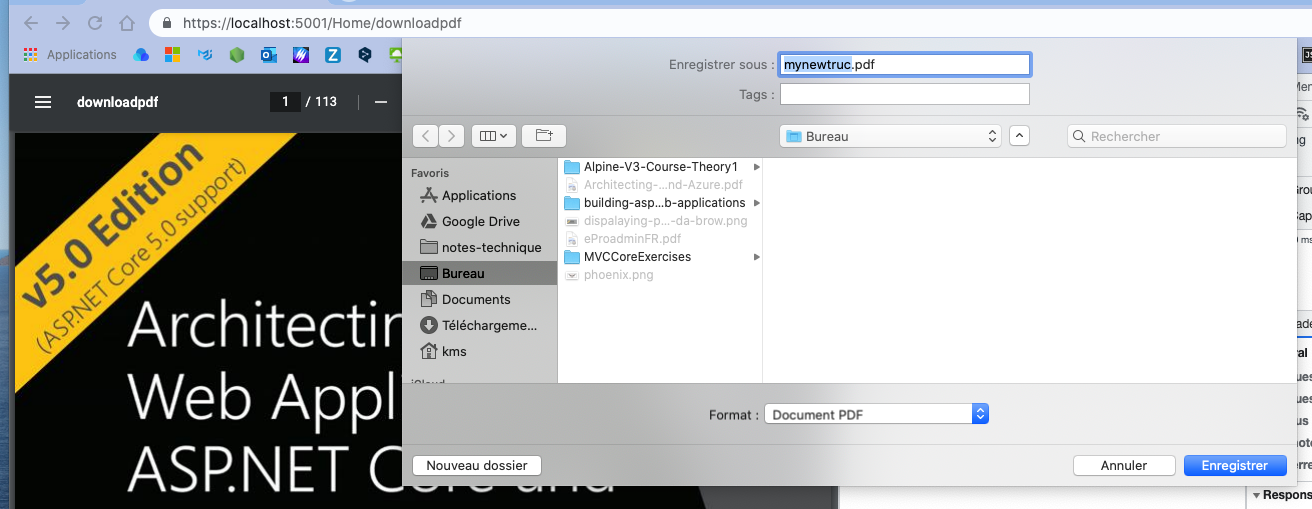 https://localhost:5001/Home/downloadpdf
Applications
downloadpdf
1 / 113
v5.0 Edition
(ASP.NET Core 5.0 support)
Architectin
Web Appl
ASP.NET C
and
Enregistrer sous :
mynewtruc.pdf
Tags :
Bureau
Rechercher
Favoris
Applications
Google Drive
notes-technique
Bureau
Documents
Téléchargeme...
kms
iCloud
Alpine-V3-Course-Theory1
Architecting-...nd-Azure.pdf
building-asp...b-applications
dispalaying-p...-da-brow.png
eProadminFR.pdf
MVCCoreExercises
phoenix.png
Format :
Document PDF
Nouveau dossier
Annuler
Enregistrer
Respons